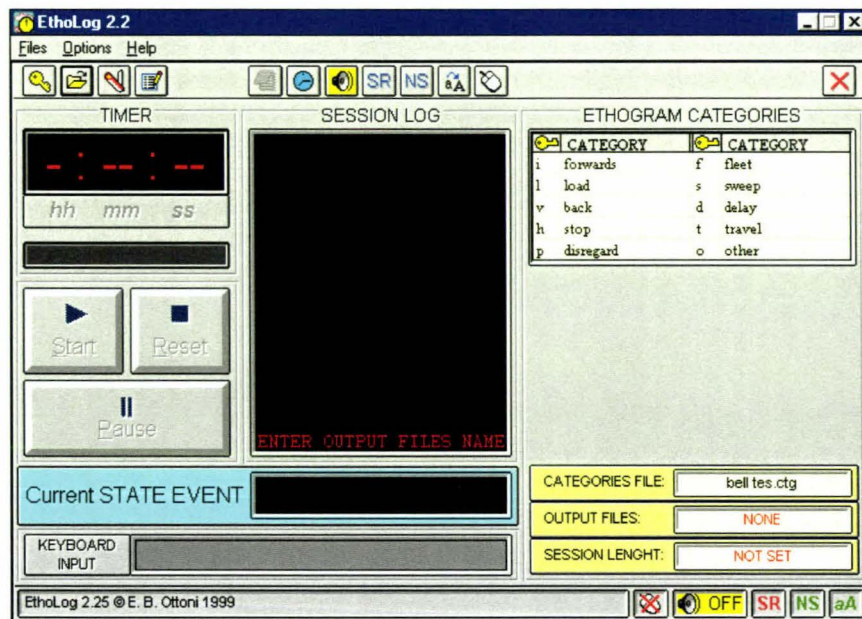 EthoLog 2.2
Files Options Help
SR NS aA
TIMER
- : -- : --
hh mm ss
Start Reset
Pause
SESSION LOG
ENTER OUTPUT FILES NAME
ETHOGRAM CATEGORIES
CATEGORY CATEGORY
i forwards f fleet
l load s sweep
v back d delay
h stop t travel
p disregard o other
Current STATE EVENT
KEYBOARD
INPUT
CATEGORIES FILE: bell tes.ctg
OUTPUT FILES: NONE
SESSION LENGHT: NOT SET
EthoLog 2.25 © E. B. Ottoni 1999 OFF SR NS aA